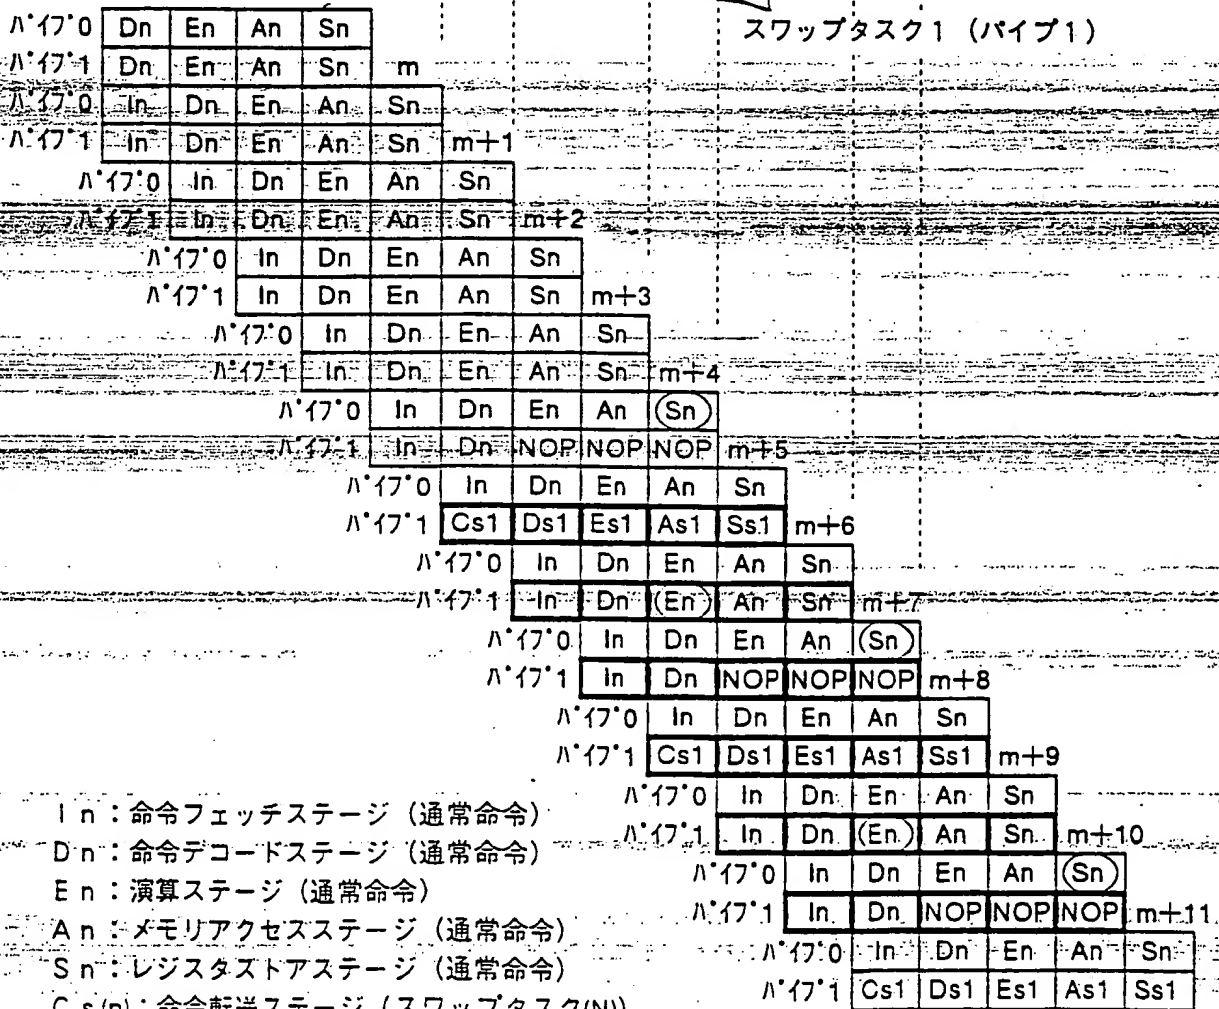 スワップタスク1 (パイプ1)
パイプ0 Dn En An Sn
パイプ1 Dn En An Sn m
パイプ0 In Dn En An Sn
パイプ1 In Dn En An Sn m+1
パイプ0 In Dn En An Sn
パイプ1 In Dn En An Sn m+2
パイプ0 In Dn En An Sn
パイプ1 In Dn En An Sn m+3
パイプ0 In Dn En An Sn
パイプ1 In Dn En An Sn m+4
パイプ0 In Dn En An (Sn)
パイプ1 In Dn NOP NOP NOP m+5
パイプ0 In Dn En An Sn
パイプ1 Cs1 Ds1 Es1 As1 Ss1 m+6
パイプ0 In Dn En An Sn
パイプ1 In Dn (En) An Sn m+7
パイプ0 In Dn En An (Sn)
パイプ1 In Dn NOP NOP NOP m+8
パイプ0 In Dn En An Sn
パイプ1 Cs1 Ds1 Es1 As1 Ss1 m+9
パイプ0 In Dn En An Sn
パイプ1 In Dn (En) An Sn m+10
パイプ0 In Dn En An (Sn)
パイプ1 In Dn NOP NOP NOP m+11
パイプ0 In Dn En An Sn
パイプ1 Cs1 Ds1 Es1 As1 Ss1
In:命令フェッチステージ (通常命令)
Dn:命令デコードステージ (通常命令)
En:演算ステージ (通常命令)
An:メモリアクセスステージ (通常命令)
Sn:レジスタストアステージ (通常命令)
Cs(n):命令転送ステージ (スワップタスク(N))